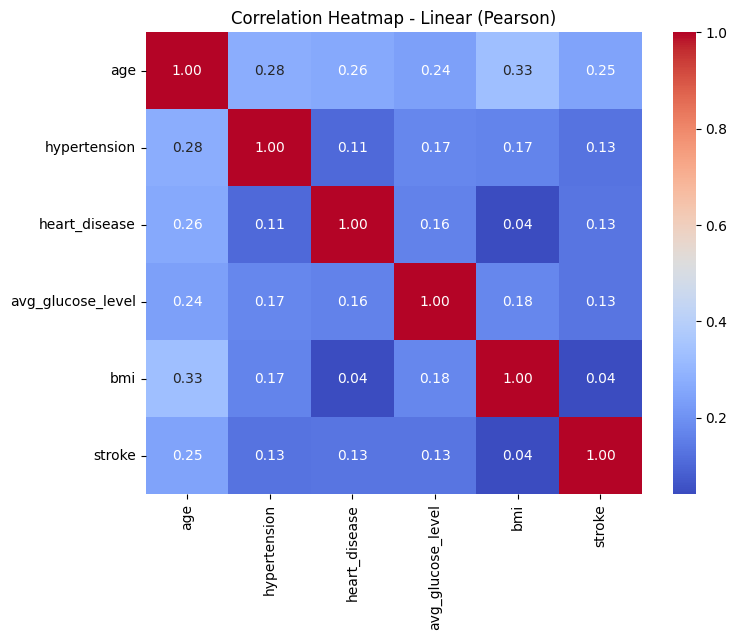 Correlation Heatmap - Linear (Pearson)
age 1.00 0.28 0.26 0.24 0.33 0.25
hypertension 0.28 1.00 0.11 0.17 0.17 0.13
heart_disease 0.26 0.11 1.00 0.16 0.04 0.13
avg_glucose_level 0.24 0.17 0.16 1.00 0.18 0.13
bmi 0.33 0.17 0.04 0.18 1.00 0.04
stroke 0.25 0.13 0.13 0.13 0.04 1.00
age hypertension heart_disease avg_glucose_level bmi stroke
1.0
0.8
0.6
0.4
0.2